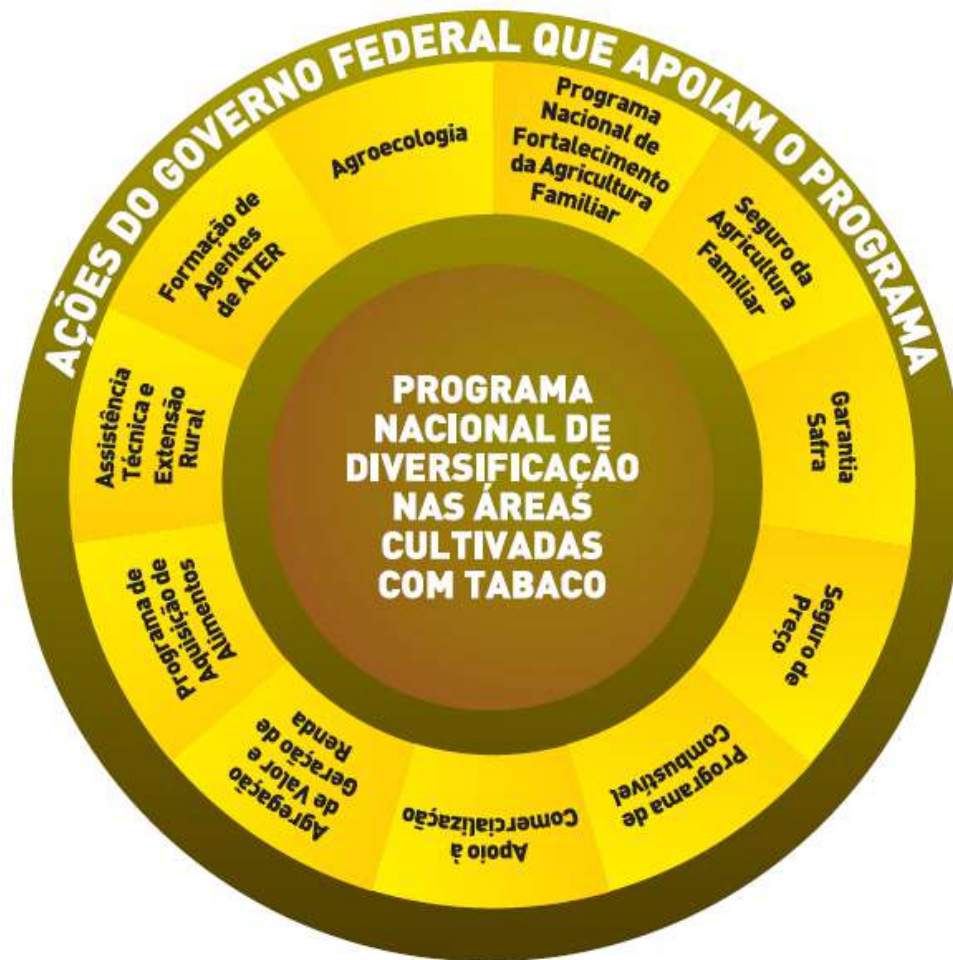 AÇÕES DO GOVERNO FEDERAL QUE APOIAM O PROGRAMA
Programa
Nacional de
Fortalecimento
da Agricultura
Familiar
Seguro da
Agricultura
Familiar
Garantia
Safra
Seguro de
Preço
Programa de
Combustível
Apoio à
Comercialização
Agregação
de Valor e
Geração de
Renda
Programa de
Aquisição de
Alimentos
Assistência
Técnica e
Extensão
Rural
Formação de
Agentes
de ATER
Agroecologia
PROGRAMA
NACIONAL DE
DIVERSIFICAÇÃO
NAS ÁREAS
CULTIVADAS
COM TABACO